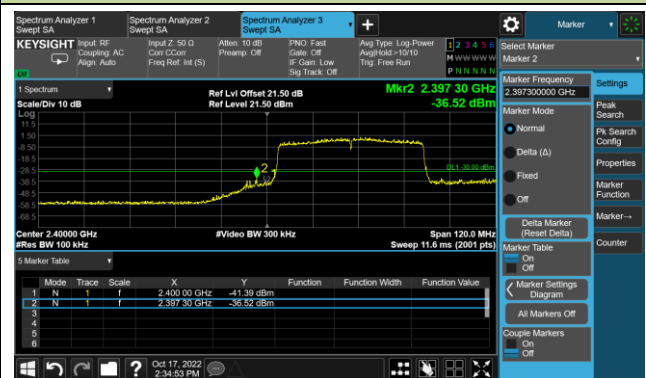 Spectrum Analyzer 1
Swept SA
Spectrum Analyzer 2
Swept SA
Spectrum Analyzer 3
Swept SA
+
Marker
KEYSIGHT
Input: RF
Coupling: AC
Align: Auto
Input Z: 50 Ω
Corr CCorr
Freq Ref: Int (S)
Atten: 10 dB
Preamp: Off
PNO: Fast
Gate: Off
IF Gain: Low
Sig Track: Off
Avg Type: Log-Power
Avg|Hold:>10/10
Trig: Free Run
1 2 3 4 5 6
M W W W W W
P N N N N N
LXI
1 Spectrum
Scale/Div 10 dB
Ref Lvl Offset 21.50 dB
Ref Level 21.50 dBm
Mkr2 2.397 30 GHz
-36.52 dBm
Log
11.5
1.50
-8.50
-18.5
-28.5
-38.5
-48.5
-58.5
-68.5
2
DL1 -30.00 dBm
Center 2.40000 GHz
#Res BW 100 kHz
#Video BW 300 kHz
Span 120.0 MHz
Sweep 11.6 ms (2001 pts)
5 Marker Table
Mode Trace Scale X Y Function Function Width Function Value
1 N 1 f 2.400 00 GHz -41.39 dBm
2 N 1 f 2.397 30 GHz -36.52 dBm
3
4
5
6
Select Marker
Marker 2
Marker Frequency
2.397300000 GHz
Marker Mode
Normal
Delta (Δ)
Fixed
Off
Delta Marker
(Reset Delta)
Marker Table
On
Off
Marker Settings
Diagram
All Markers Off
Couple Markers
On
Off
Settings
Peak
Search
Pk Search
Config
Properties
Marker
Function
Marker→
Counter
?
Oct 17, 2022
2:34:53 PM